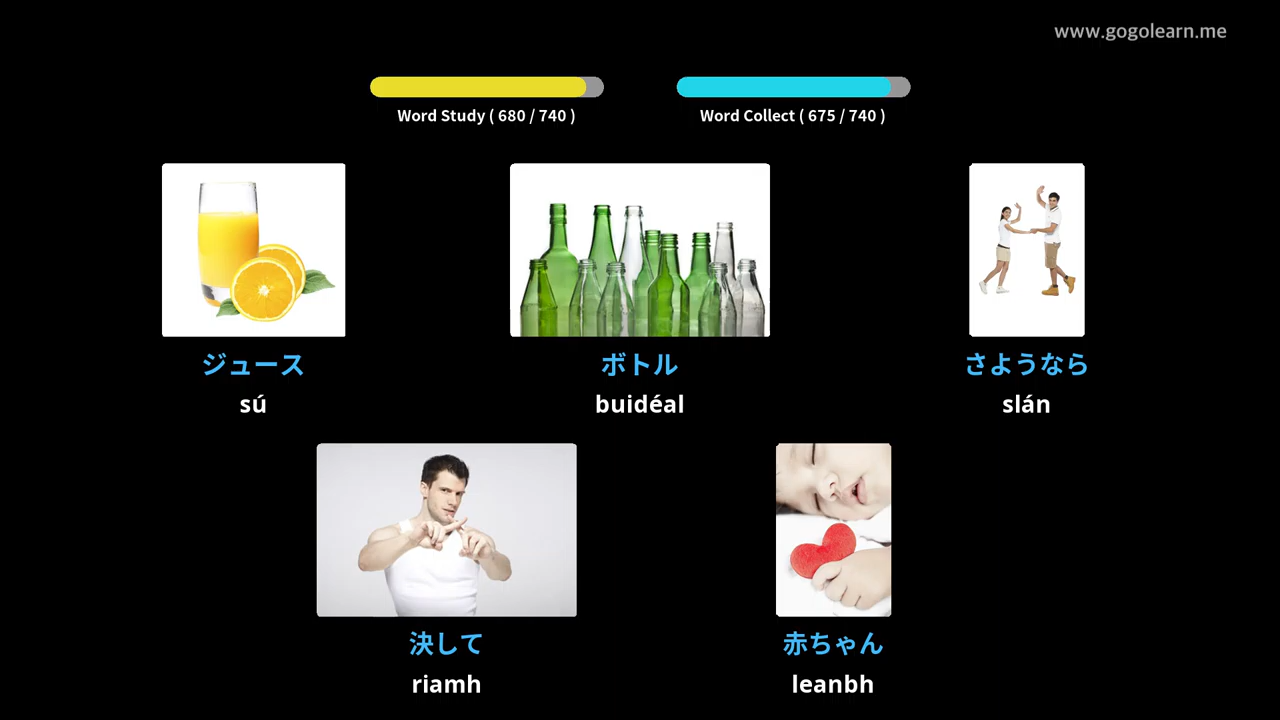 www.gogolearn.me
Word Study ( 680 / 740 )
Word Collect ( 675 / 740 )
ジュース
sú
ボトル
buidéal
さようなら
slán
決して
riamh
赤ちゃん
leanbh